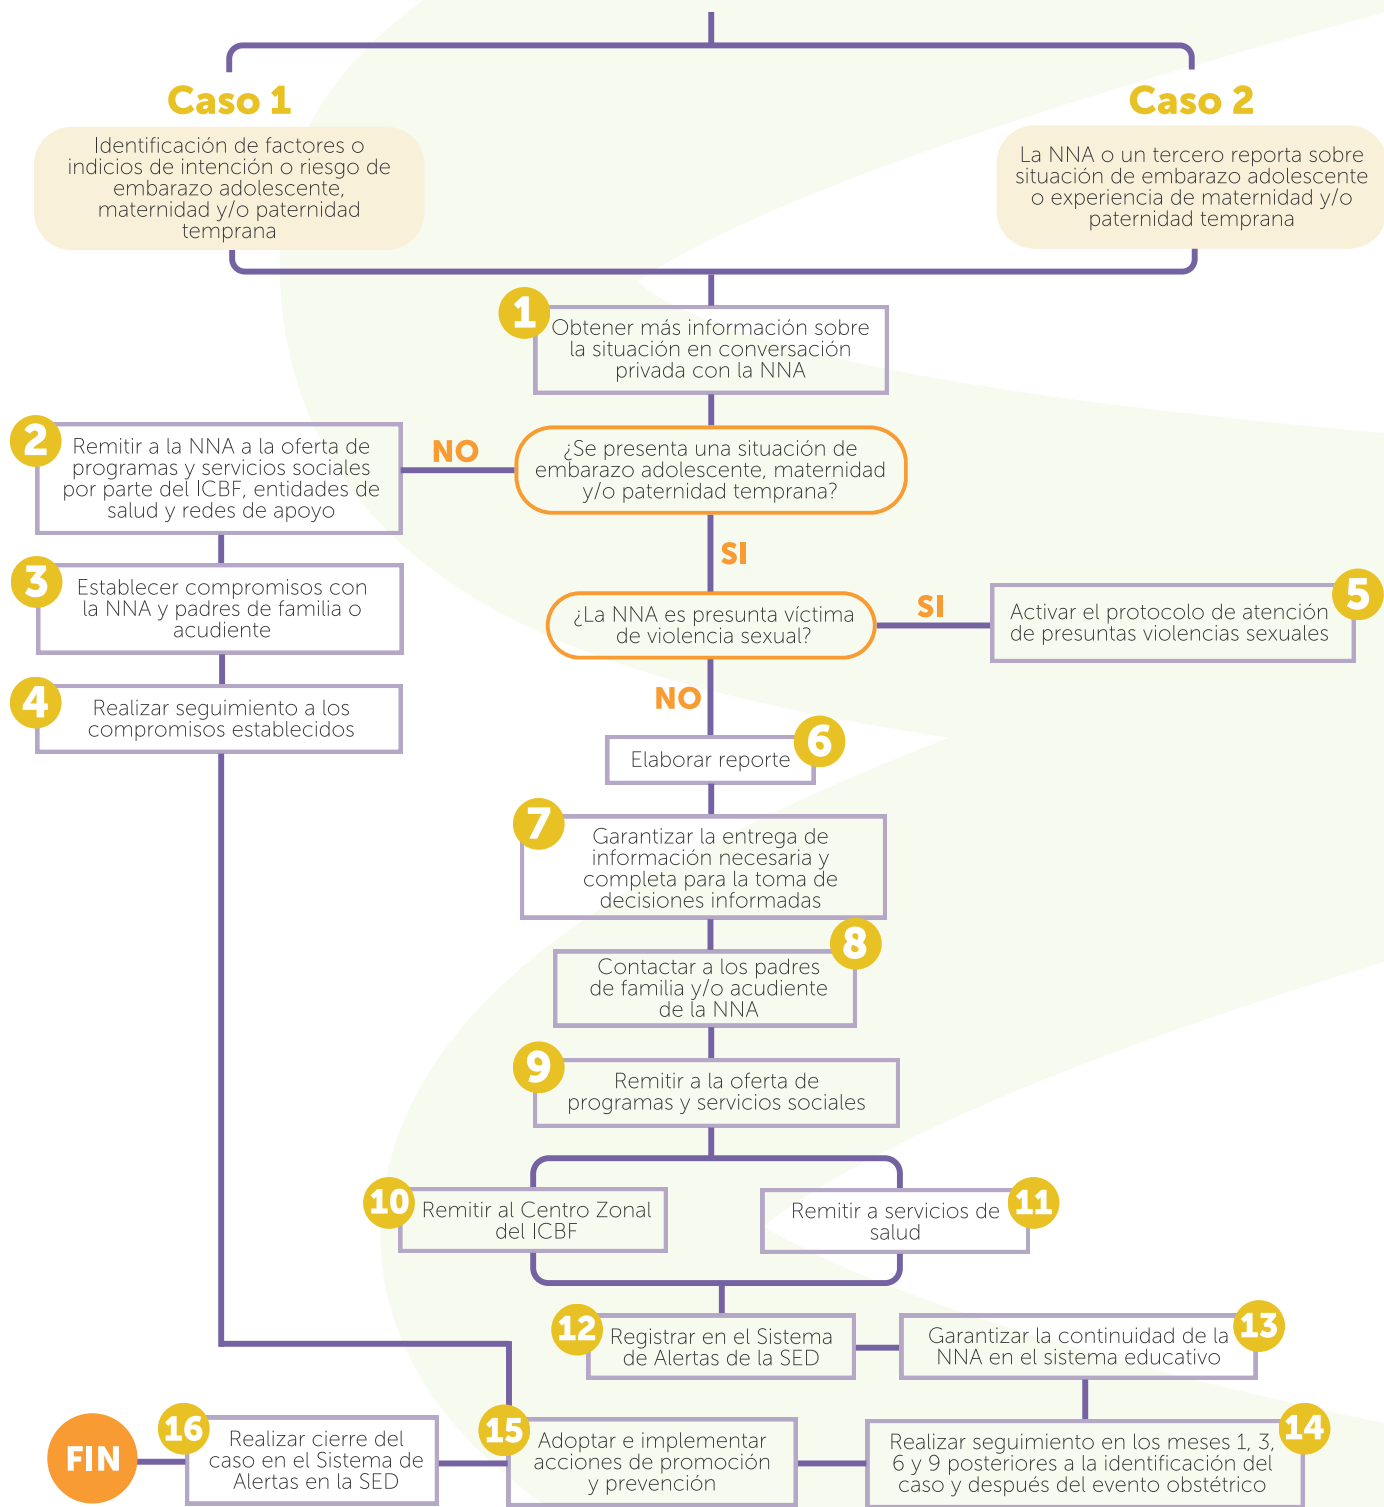 Caso 1
Identificación de factores o
indicios de intención o riesgo de
embarazo adolescente,
maternidad y/o paternidad
temprana
Caso 2
La NNA o un tercero reporta sobre
situación de embarazo adolescente
o experiencia de maternidad y/o
paternidad temprana
1
Obtener más información sobre
la situación en conversación
privada con la NNA
¿Se presenta una situación de
embarazo adolescente, maternidad
y/o paternidad temprana?
NO
2
Remitir a la NNA a la oferta de
programas y servicios sociales
por parte del ICBF, entidades de
salud y redes de apoyo
3
Establecer compromisos con
la NNA y padres de familia o
acudiente
4
Realizar seguimiento a los
compromisos establecidos
SI
¿La NNA es presunta víctima
de violencia sexual?
SI
5
Activar el protocolo de atención
de presuntas violencias sexuales
NO
6
Elaborar reporte
7
Garantizar la entrega de
información necesaria y
completa para la toma de
decisiones informadas
8
Contactar a los padres
de familia y/o acudiente
de la NNA
9
Remitir a la oferta de
programas y servicios sociales
10
Remitir al Centro Zonal
del ICBF
11
Remitir a servicios de
salud
12
Registrar en el Sistema
de Alertas de la SED
13
Garantizar la continuidad de la
NNA en el sistema educativo
14
Realizar seguimiento en los meses 1, 3,
6 y 9 posteriores a la identificación del
caso y después del evento obstétrico
15
Adoptar e implementar
acciones de promoción
y prevención
16
Realizar cierre del
caso en el Sistema de
Alertas en la SED
FIN